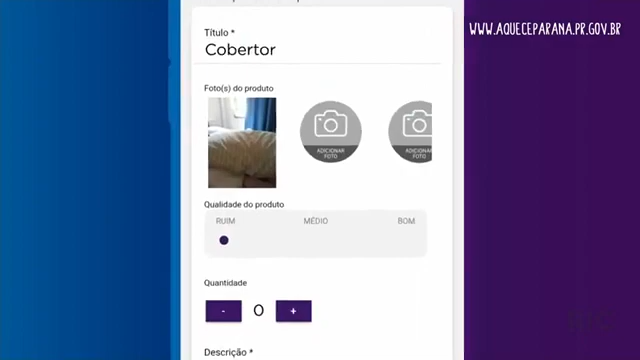 WWW.AQUECEPARANA.PR.GOV.BR
Título *
Cobertor
Foto(s) do produto
ADICIONAR
FOTO
ADICIONAR
FOTO
Qualidade do produto
RUIM MÉDIO BOM
Quantidade
- 0 +
Descrição *